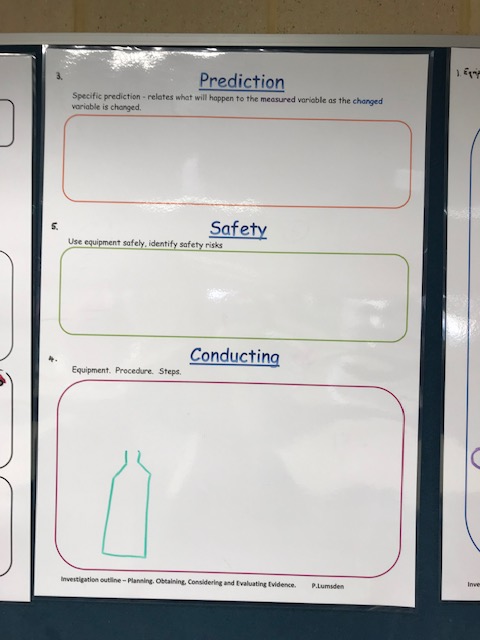 3.
Prediction
Specific prediction - relates what will happen to the measured variable as the changed
variable is changed.
5.
Safety
Use equipment safely, identify safety risks
4.
Conducting
Equipment. Procedure. Steps.
Investigation outline – Planning. Obtaining, Considering and Evaluating Evidence. P.Lumsden
1.
Inve